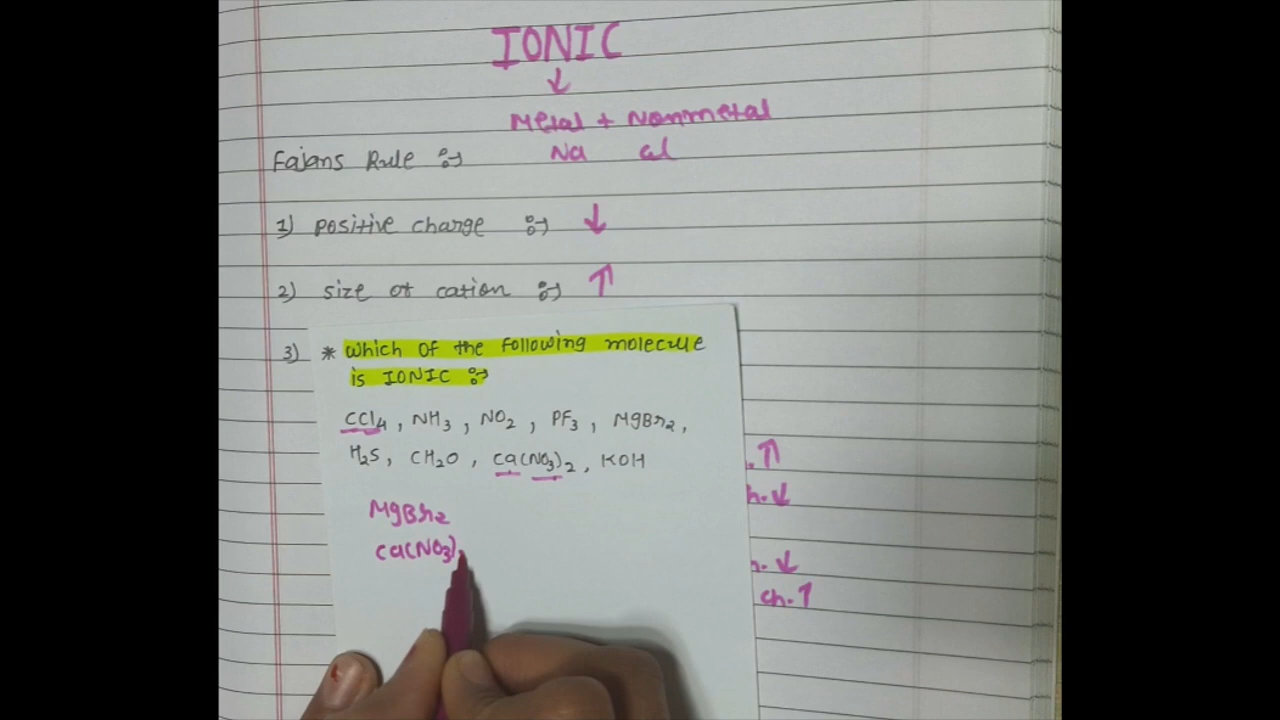 IONIC
↓
Metal + Nonmetal
Na Cl
Fajans Rule :-
1) positive charge :- ↓
2) size of cation :- ↑
3) * Which of the following molecule
is IONIC :-
CCl4, NH3, NO2, PF3, MgBr2,
H2S, CH2O, Ca(NO3)2, KOH
↑
h. ↓
MgBr2
Ca(NO3)
h. ↓
ch. ↑